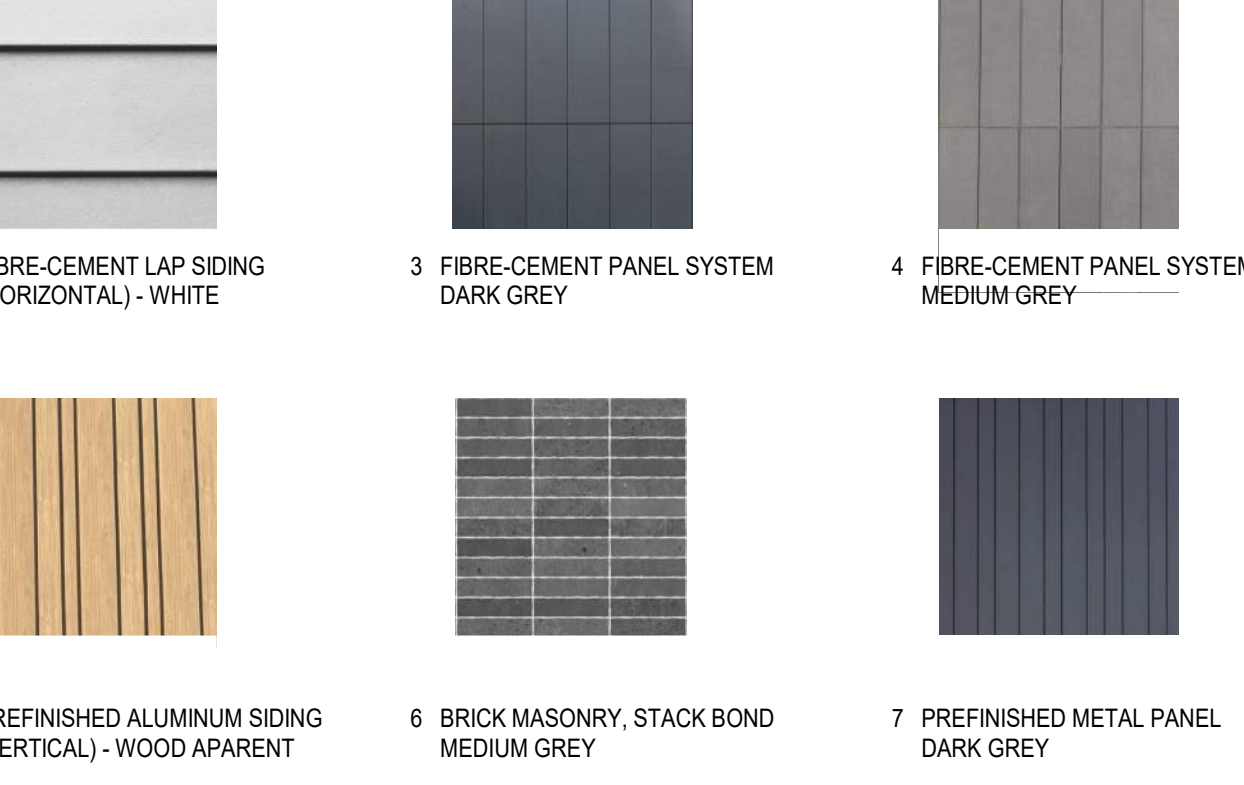 BRE-CEMENT LAP SIDING
ORIZONTAL) - WHITE
3 FIBRE-CEMENT PANEL SYSTEM
DARK GREY
4 FIBRE-CEMENT PANEL SYSTEM
MEDIUM GREY
REFINISHED ALUMINUM SIDING
ERTICAL) - WOOD APARENT
6 BRICK MASONRY, STACK BOND
MEDIUM GREY
7 PREFINISHED METAL PANEL
DARK GREY